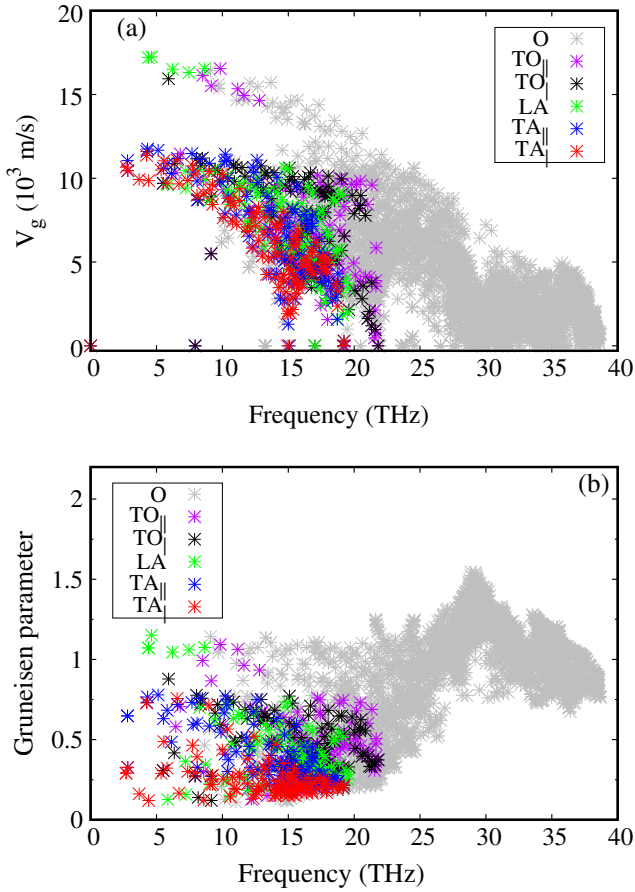 (a)
20
15
10
5
0
V_g (10^3 m/s)
O
TO_||
TO_|
LA
TA_||
TA_|
0 5 10 15 20 25 30 35 40
Frequency (THz)
(b)
2
1.5
1
0.5
0
Gruneisen parameter
O
TO_||
TO_|
LA
TA_||
TA_|
0 5 10 15 20 25 30 35 40
Frequency (THz)